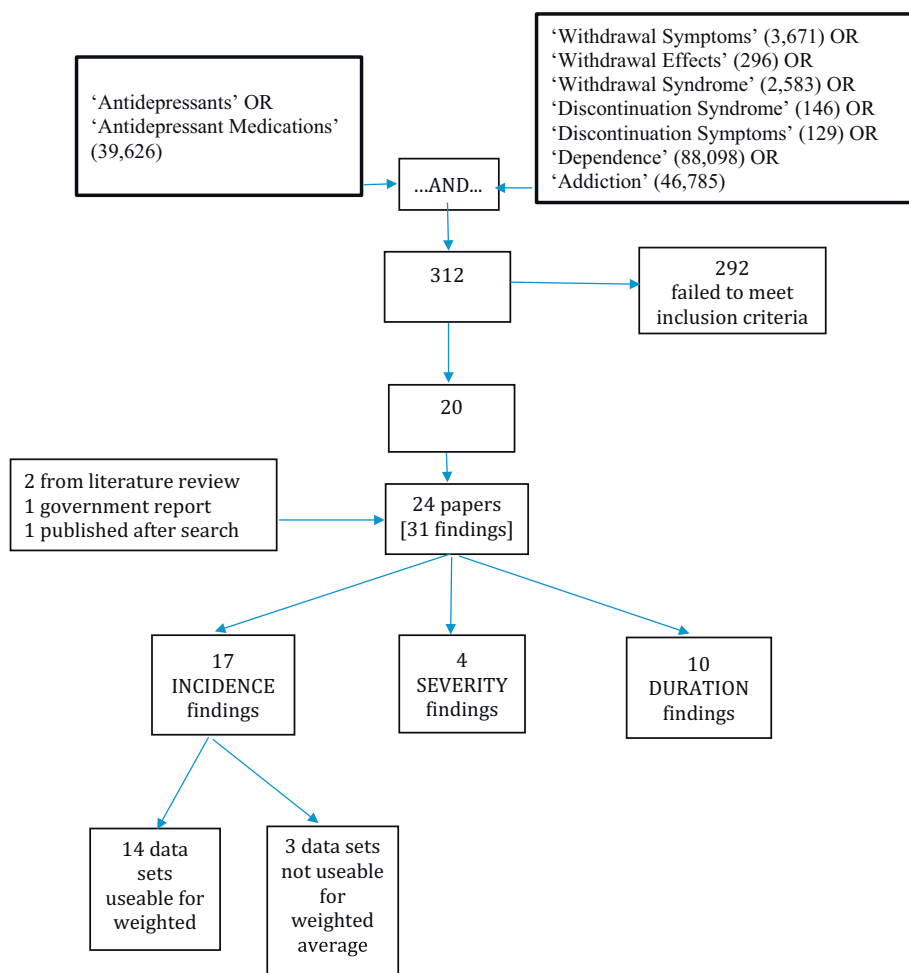 ‘Antidepressants’ OR
‘Antidepressant Medications’
(39,626)
‘Withdrawal Symptoms’ (3,671) OR
‘Withdrawal Effects’ (296) OR
‘Withdrawal Syndrome’ (2,583) OR
‘Discontinuation Syndrome’ (146) OR
‘Discontinuation Symptoms’ (129) OR
‘Dependence’ (88,098) OR
‘Addiction’ (46,785)
...AND...
312
292
failed to meet
inclusion criteria
20
2 from literature review
1 government report
1 published after search
24 papers
[31 findings]
17
INCIDENCE
findings
4
SEVERITY
findings
10
DURATION
findings
14 data
sets
useable for
weighted
3 data sets
not useable
for
weighted
average